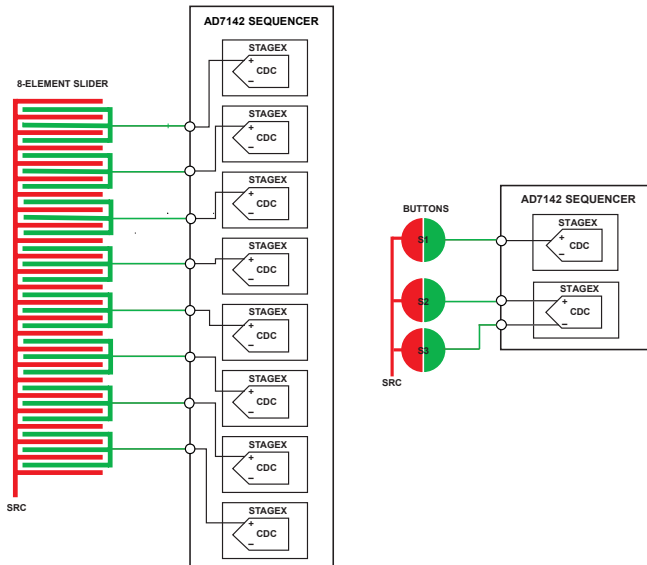 AD7142 SEQUENCER
8-ELEMENT SLIDER
STAGEX
+
CDC
−
STAGEX
+
CDC
−
STAGEX
+
CDC
−
STAGEX
+
CDC
−
STAGEX
+
CDC
−
STAGEX
+
CDC
−
STAGEX
+
CDC
−
STAGEX
+
CDC
−
SRC
BUTTONS
S1
S2
S3
SRC
AD7142 SEQUENCER
STAGEX
+
CDC
−
STAGEX
+
CDC
−